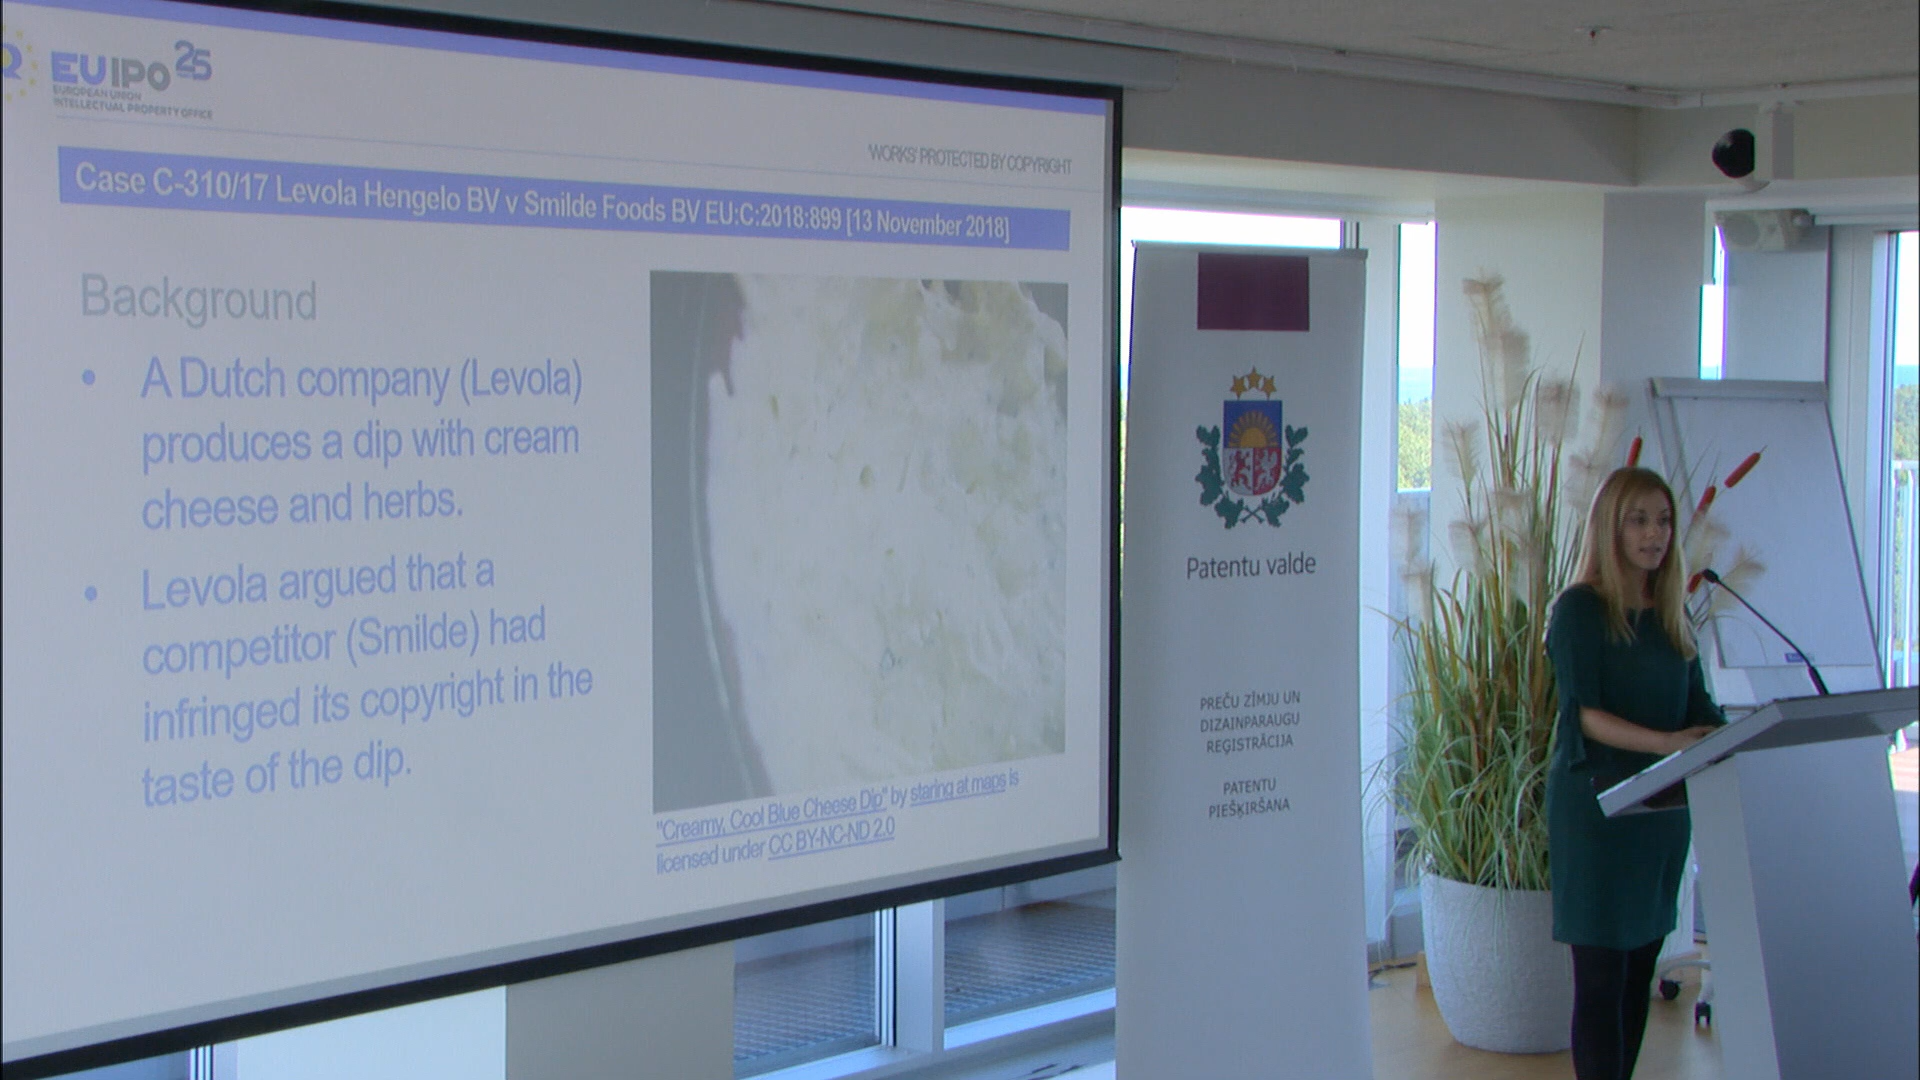 EUIPO 25
EUROPEAN UNION
INTELLECTUAL PROPERTY OFFICE
'WORKS' PROTECTED BY COPYRIGHT
Case C-310/17 Levola Hengelo BV v Smilde Foods BV EU:C:2018:899 [13 November 2018]
Background
• A Dutch company (Levola)
produces a dip with cream
cheese and herbs.
• Levola argued that a
competitor (Smilde) had
infringed its copyright in the
taste of the dip.
"Creamy, Cool Blue Cheese Dip" by staring at maps is
licensed under CC BY-NC-ND 2.0
Patentu valde
PREČU ZĪMJU UN
DIZAINPARAUGU
REĢISTRĀCIJA
PATENTU
PIEŠĶIRŠANA